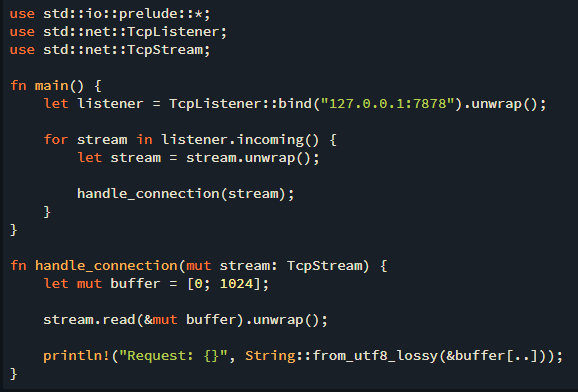 use std::io::prelude::*;
use std::net::TcpListener;
use std::net::TcpStream;

fn main() {
    let listener = TcpListener::bind("127.0.0.1:7878").unwrap();

    for stream in listener.incoming() {
        let stream = stream.unwrap();

        handle_connection(stream);
    }
}

fn handle_connection(mut stream: TcpStream) {
    let mut buffer = [0; 1024];

    stream.read(&mut buffer).unwrap();

    println!("Request: {}", String::from_utf8_lossy(&buffer[..]));
}